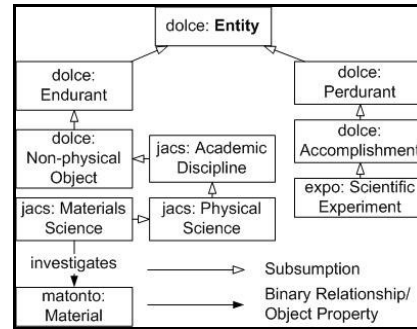 dolce: Entity
dolce:
Endurant
dolce:
Perdurant
dolce:
Non-physical
Object
jacs: Academic
Discipline
dolce:
Accomplishment
jacs: Materials
Science
jacs: Physical
Science
expo: Scientific
Experiment
investigates
Subsumption
matonto:
Material
Binary Relationship/
Object Property